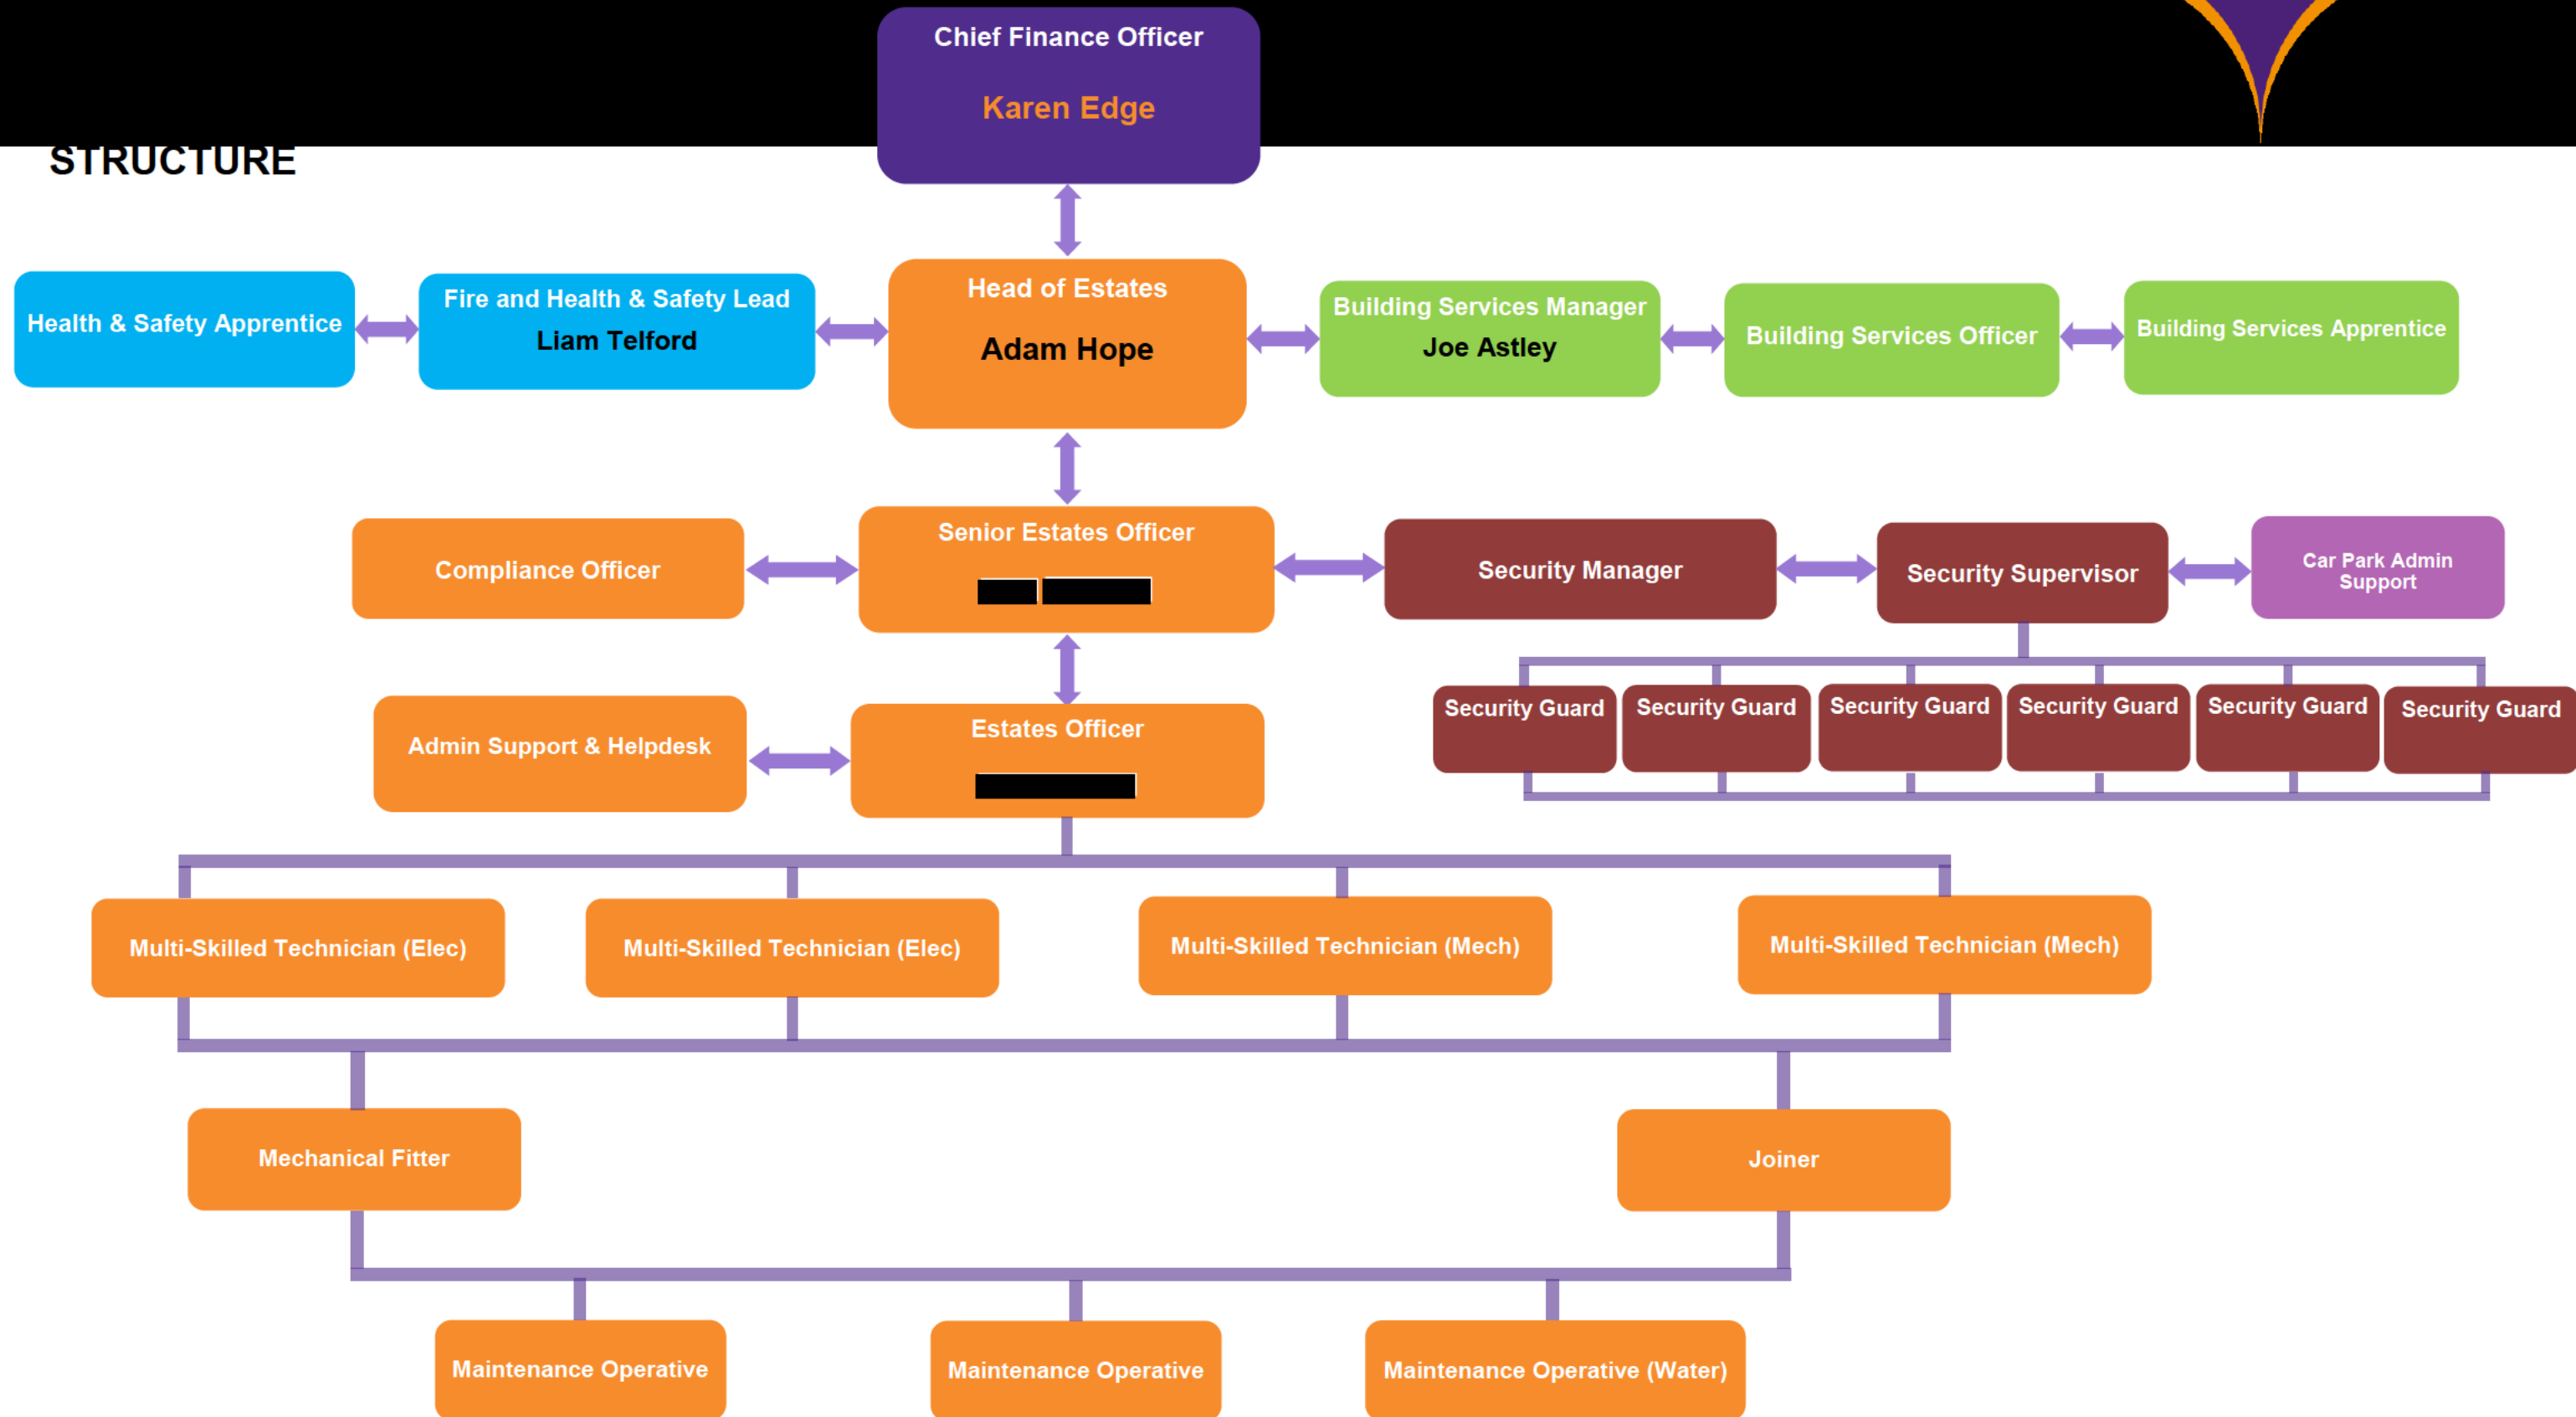 Chief Finance Officer
Karen Edge
STRUCTURE
Health & Safety Apprentice
Fire and Health & Safety Lead
Liam Telford
Head of Estates
Adam Hope
Building Services Manager
Joe Astley
Building Services Officer
Building Services Apprentice
Compliance Officer
Senior Estates Officer
Security Manager
Security Supervisor
Car Park Admin
Support
Admin Support & Helpdesk
Estates Officer
Security Guard
Security Guard
Security Guard
Security Guard
Security Guard
Security Guard
Multi-Skilled Technician (Elec)
Multi-Skilled Technician (Elec)
Multi-Skilled Technician (Mech)
Multi-Skilled Technician (Mech)
Mechanical Fitter
Joiner
Maintenance Operative
Maintenance Operative
Maintenance Operative (Water)